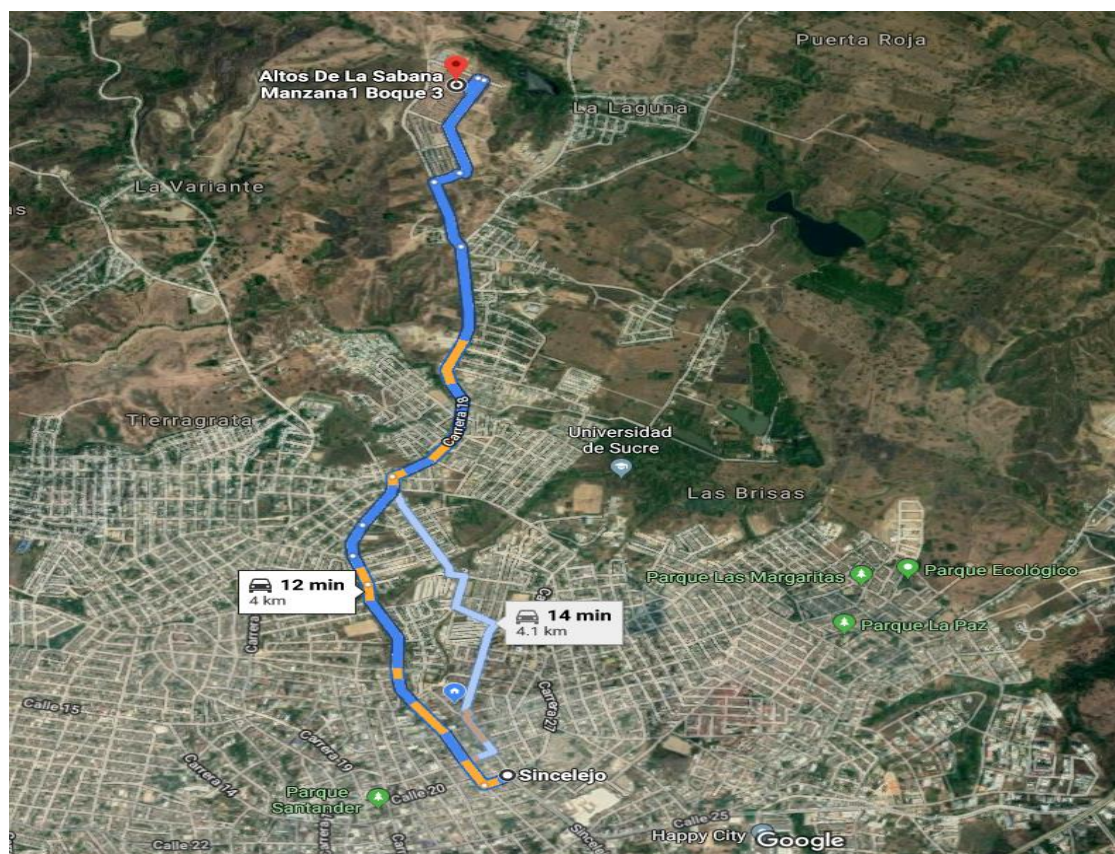 Puerta Roja
Altos De La Sabana
Manzana1 Boque 3
La Laguna
La Variante
as
Tierragrata
Carrera 18
Universidad
de Sucre
Las Brisas
Parque Las Margaritas
Parque Ecológico
12 min
4 km
14 min
4.1 km
Parque La Paz
Carrera
Ca
Carrera 27
Calle 15
Carrera 19
Carrera 14
Sincelejo
Parque
Santander
Calle 20
Calle 25
Happy City
Google
Calle 22